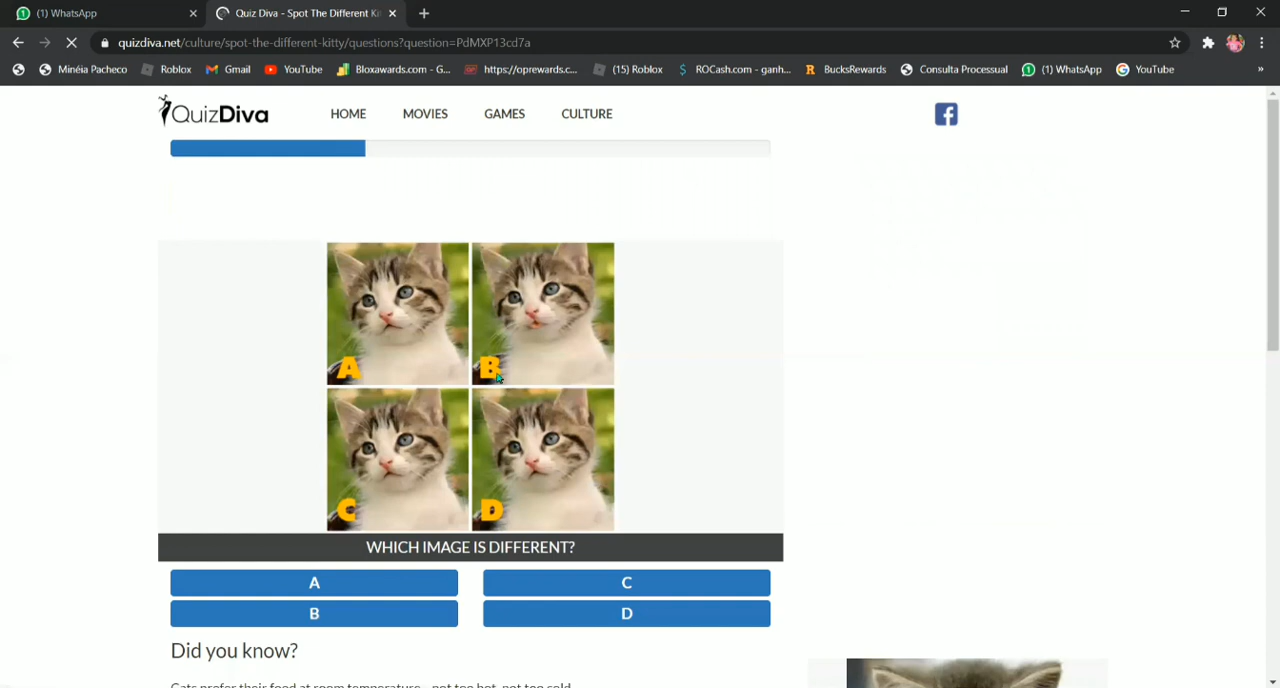 (1) WhatsApp
Quiz Diva - Spot The Different Ki
quizdiva.net/culture/spot-the-different-kitty/questions?question=PdMXP13cd7a
Minéia Pacheco Roblox Gmail YouTube Bloxawards.com - G... https://oprewards.c... (15) Roblox ROCash.com - ganh... BucksRewards Consulta Processual (1) WhatsApp YouTube »
QuizDiva HOME MOVIES GAMES CULTURE
A B
C D
WHICH IMAGE IS DIFFERENT?
A C
B D
Did you know?
Cats prefer their food at room temperature - not too hot, not too cold